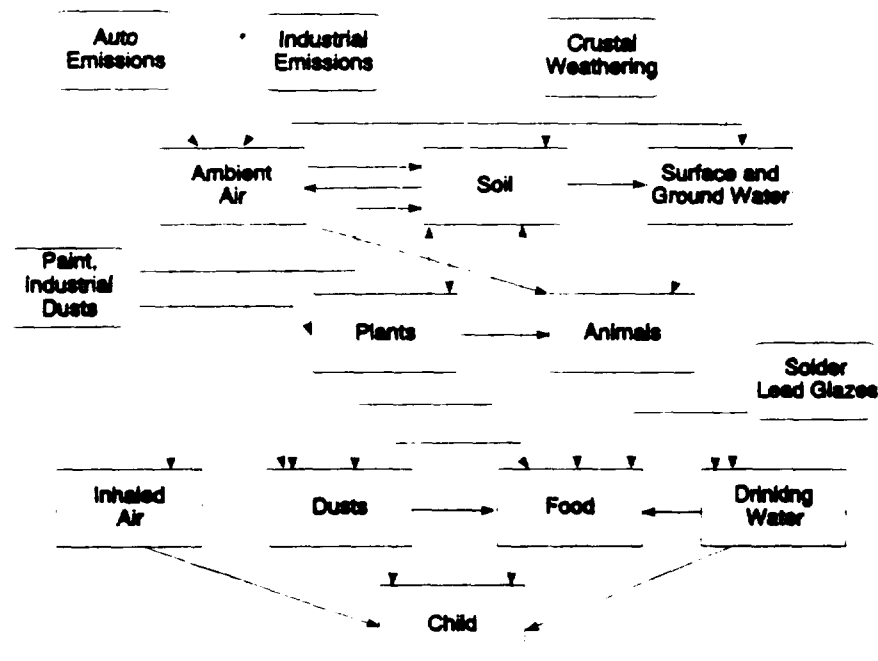 Auto
Emissions
Industrial
Emissions
Crustal
Weathering
Ambient
Air
Soil
Surface and
Ground Water
Paint,
Industrial
Dusts
Plants
Animals
Solder
Lead Glazes
Inhaled
Air
Dusts
Food
Drinking
Water
Child